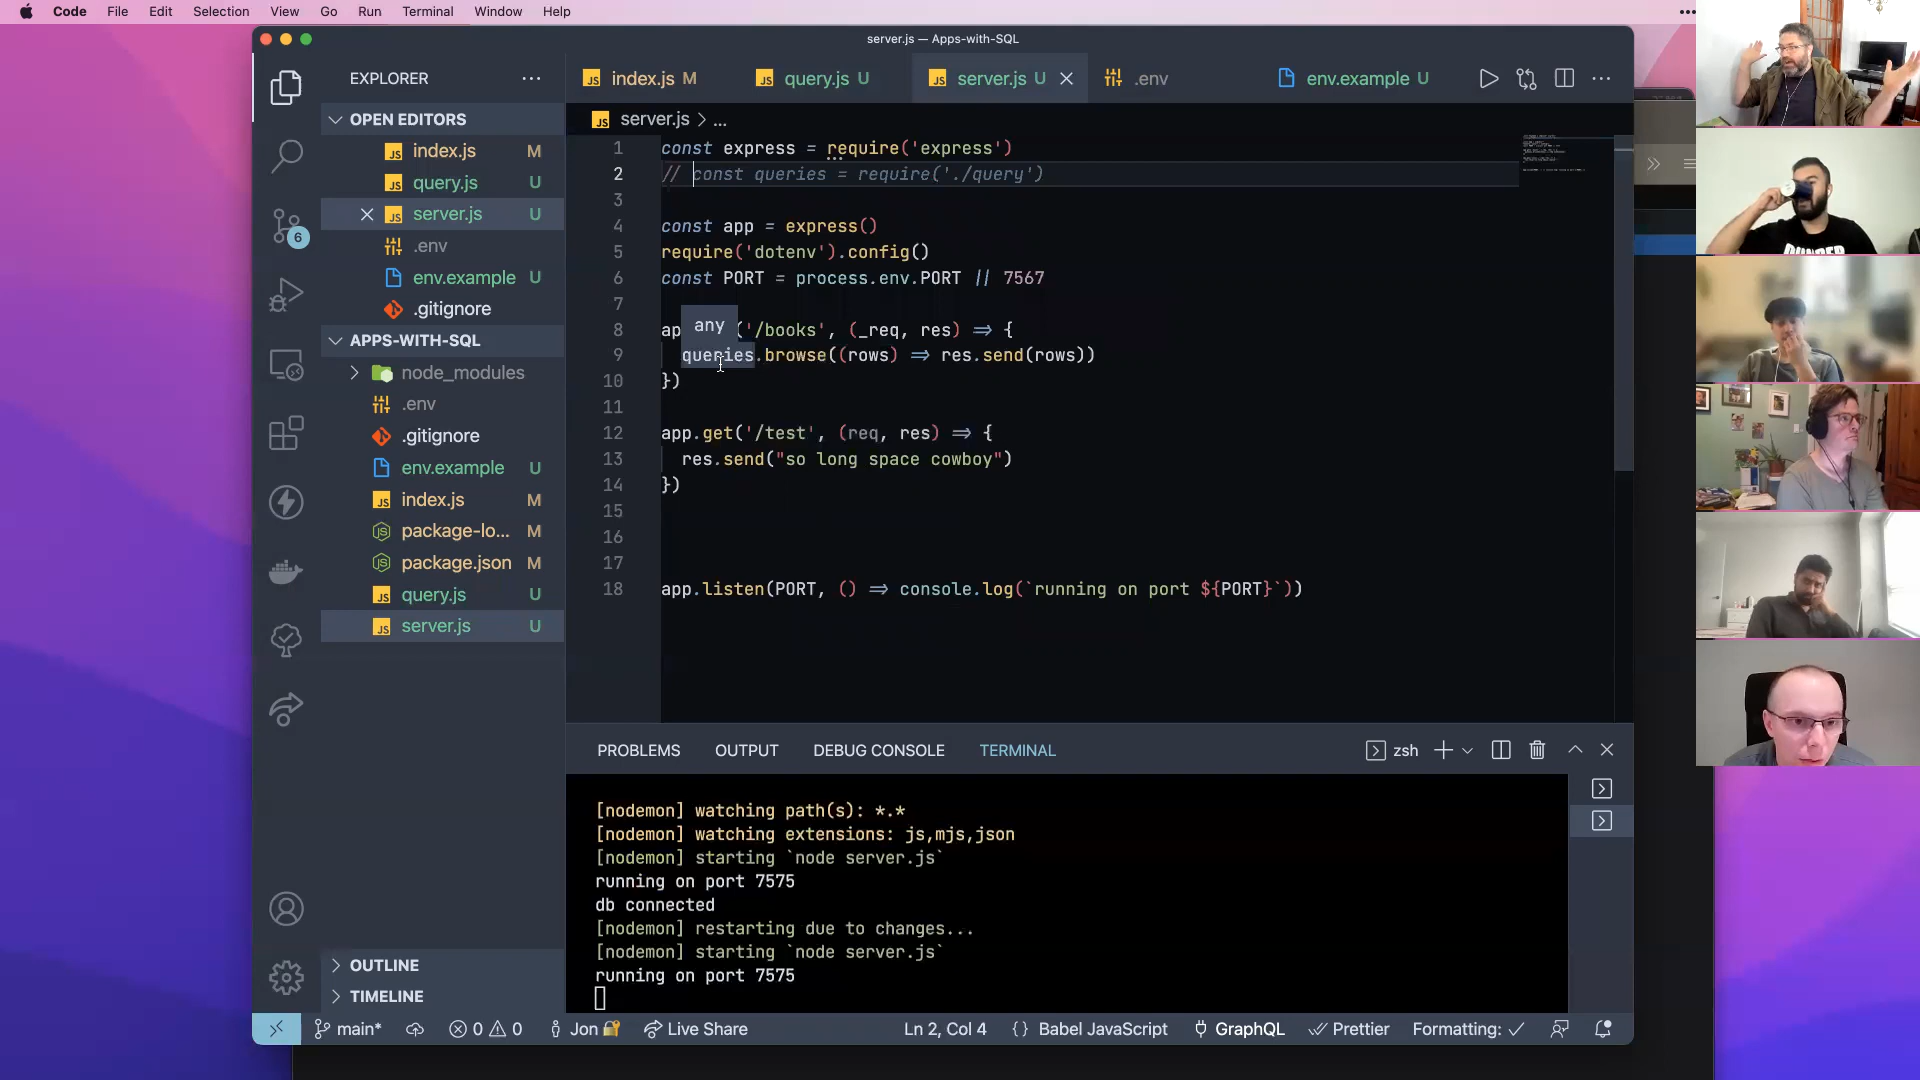 Code File Edit Selection View Go Run Terminal Window Help
server.js — Apps-with-SQL
EXPLORER
OPEN EDITORS
index.js M
query.js U
server.js U
.env
env.example U
.gitignore
APPS-WITH-SQL
node_modules
.env
.gitignore
env.example U
index.js M
package-lo... M
package.json M
query.js U
server.js U
OUTLINE
TIMELINE
6
index.js M query.js U server.js U .env env.example U
server.js > ...
1 const express = require('express')
2 // const queries = require('./query')
3
4 const app = express()
5 require('dotenv').config()
6 const PORT = process.env.PORT || 7567
7
any
8 ap ('/books', (_req, res) => {
9 queries.browse((rows) => res.send(rows))
10 })
11
12 app.get('/test', (req, res) => {
13 res.send("so long space cowboy")
14 })
15
16
17
18 app.listen(PORT, () => console.log(`running on port ${PORT}`))
PROBLEMS OUTPUT DEBUG CONSOLE TERMINAL zsh
[nodemon] watching path(s): *.*
[nodemon] watching extensions: js,mjs,json
[nodemon] starting `node server.js`
running on port 7575
db connected
[nodemon] restarting due to changes...
[nodemon] starting `node server.js`
running on port 7575
main* 0 0 Jon Live Share Ln 2, Col 4 {} Babel JavaScript GraphQL Prettier Formatting: